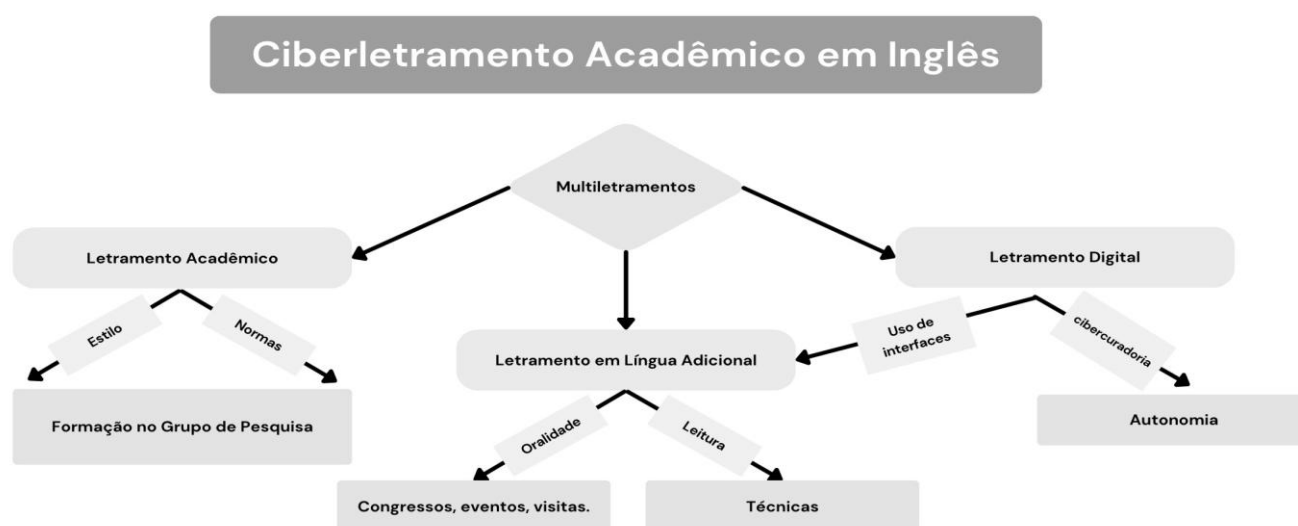 Ciberletramento Acadêmico em Inglês
Multiletramentos
Letramento Acadêmico
Letramento Digital
Estilo
Normas
Uso de
interfaces
cibercuradoria
Letramento em Língua Adicional
Formação no Grupo de Pesquisa
Autonomia
Oralidade
Leitura
Congressos, eventos, visitas.
Técnicas